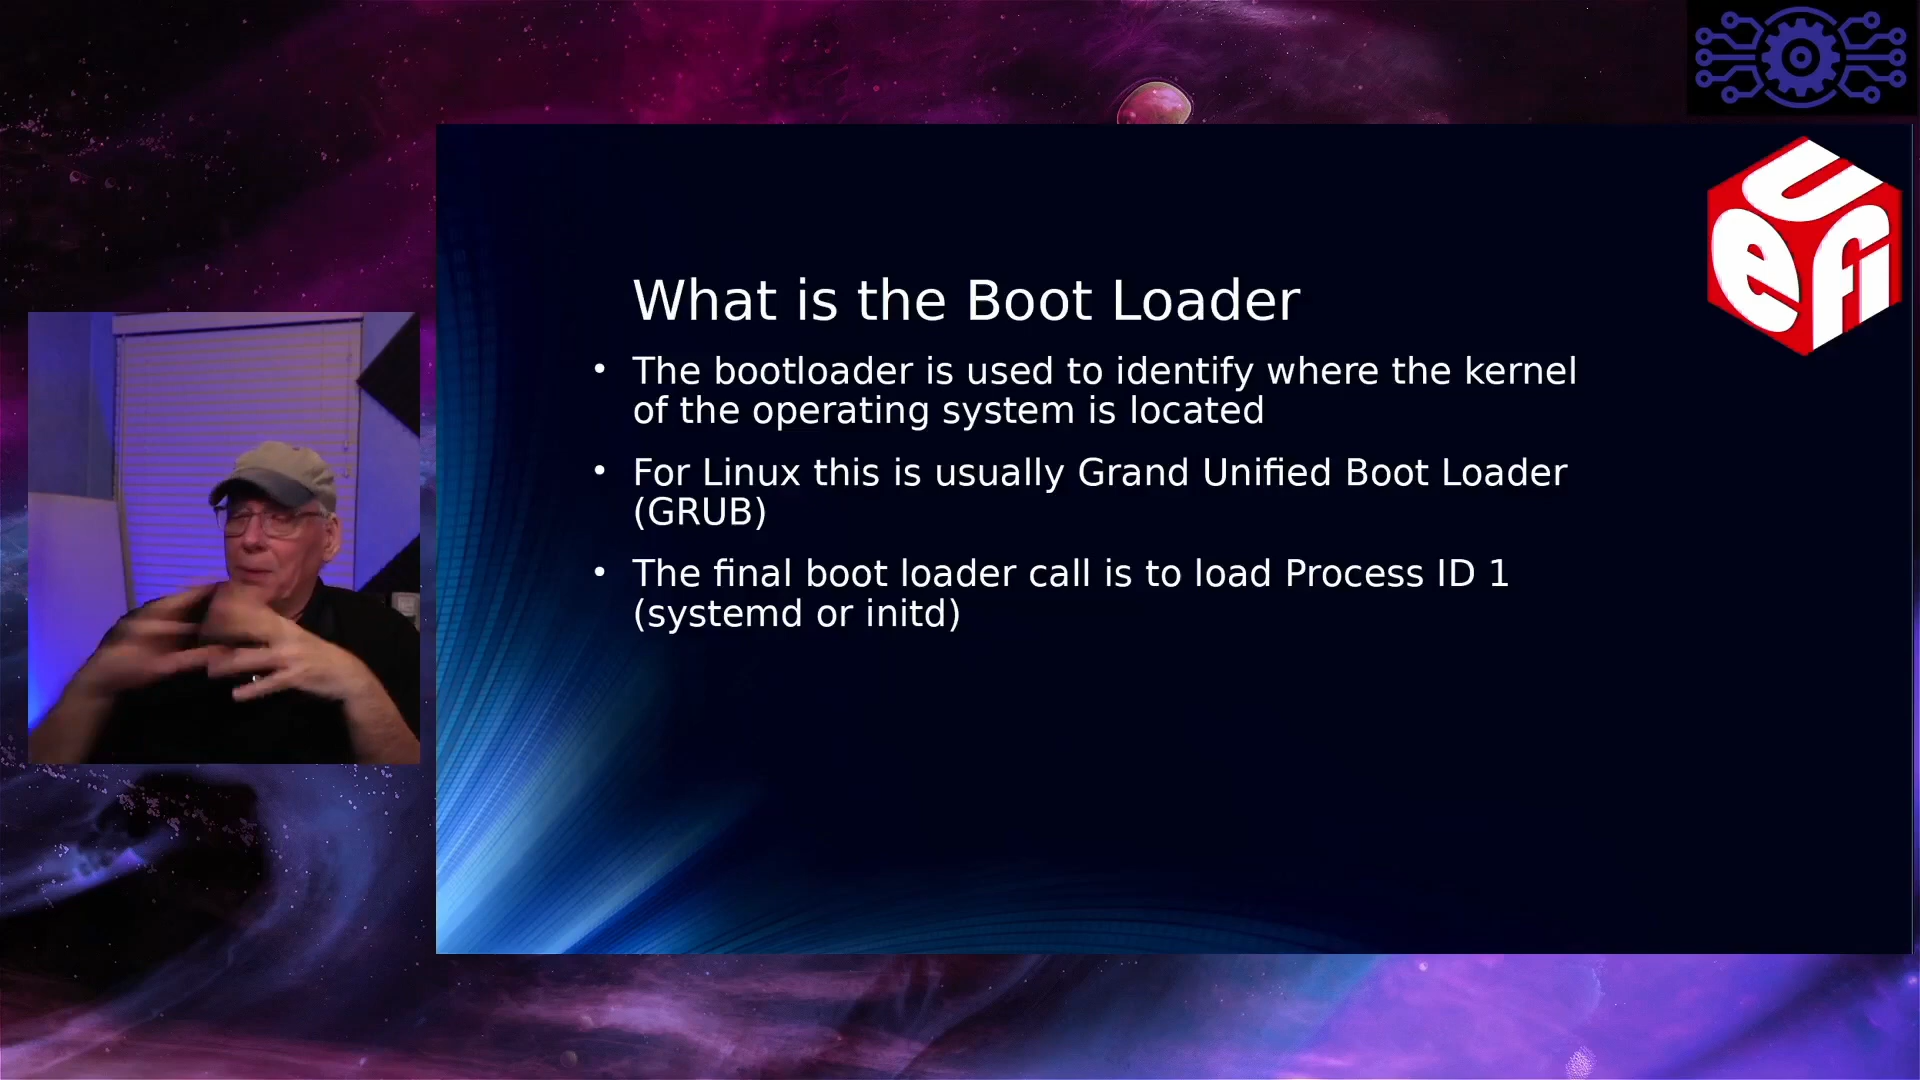 What is the Boot Loader
• The bootloader is used to identify where the kernel
of the operating system is located
• For Linux this is usually Grand Unified Boot Loader
(GRUB)
• The final boot loader call is to load Process ID 1
(systemd or initd)
UEFI